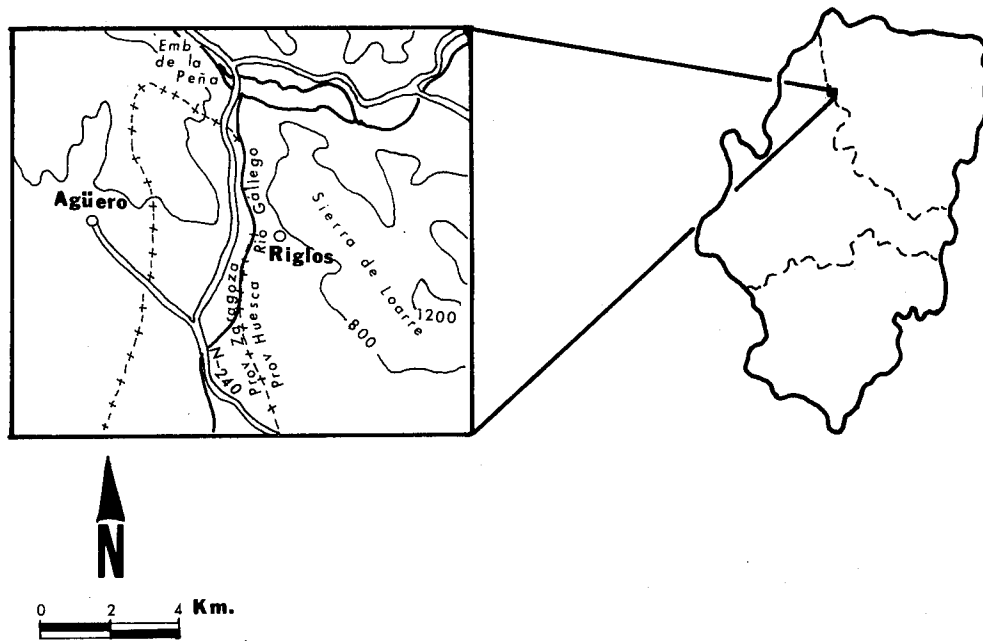 Emb
de la
Peña
Agüero
Río Gállego
Riglos
Sierra de Loarre
1200
800
Prov Zaragoza
Prov Huesca
N-240
N
0 2 4 Km.